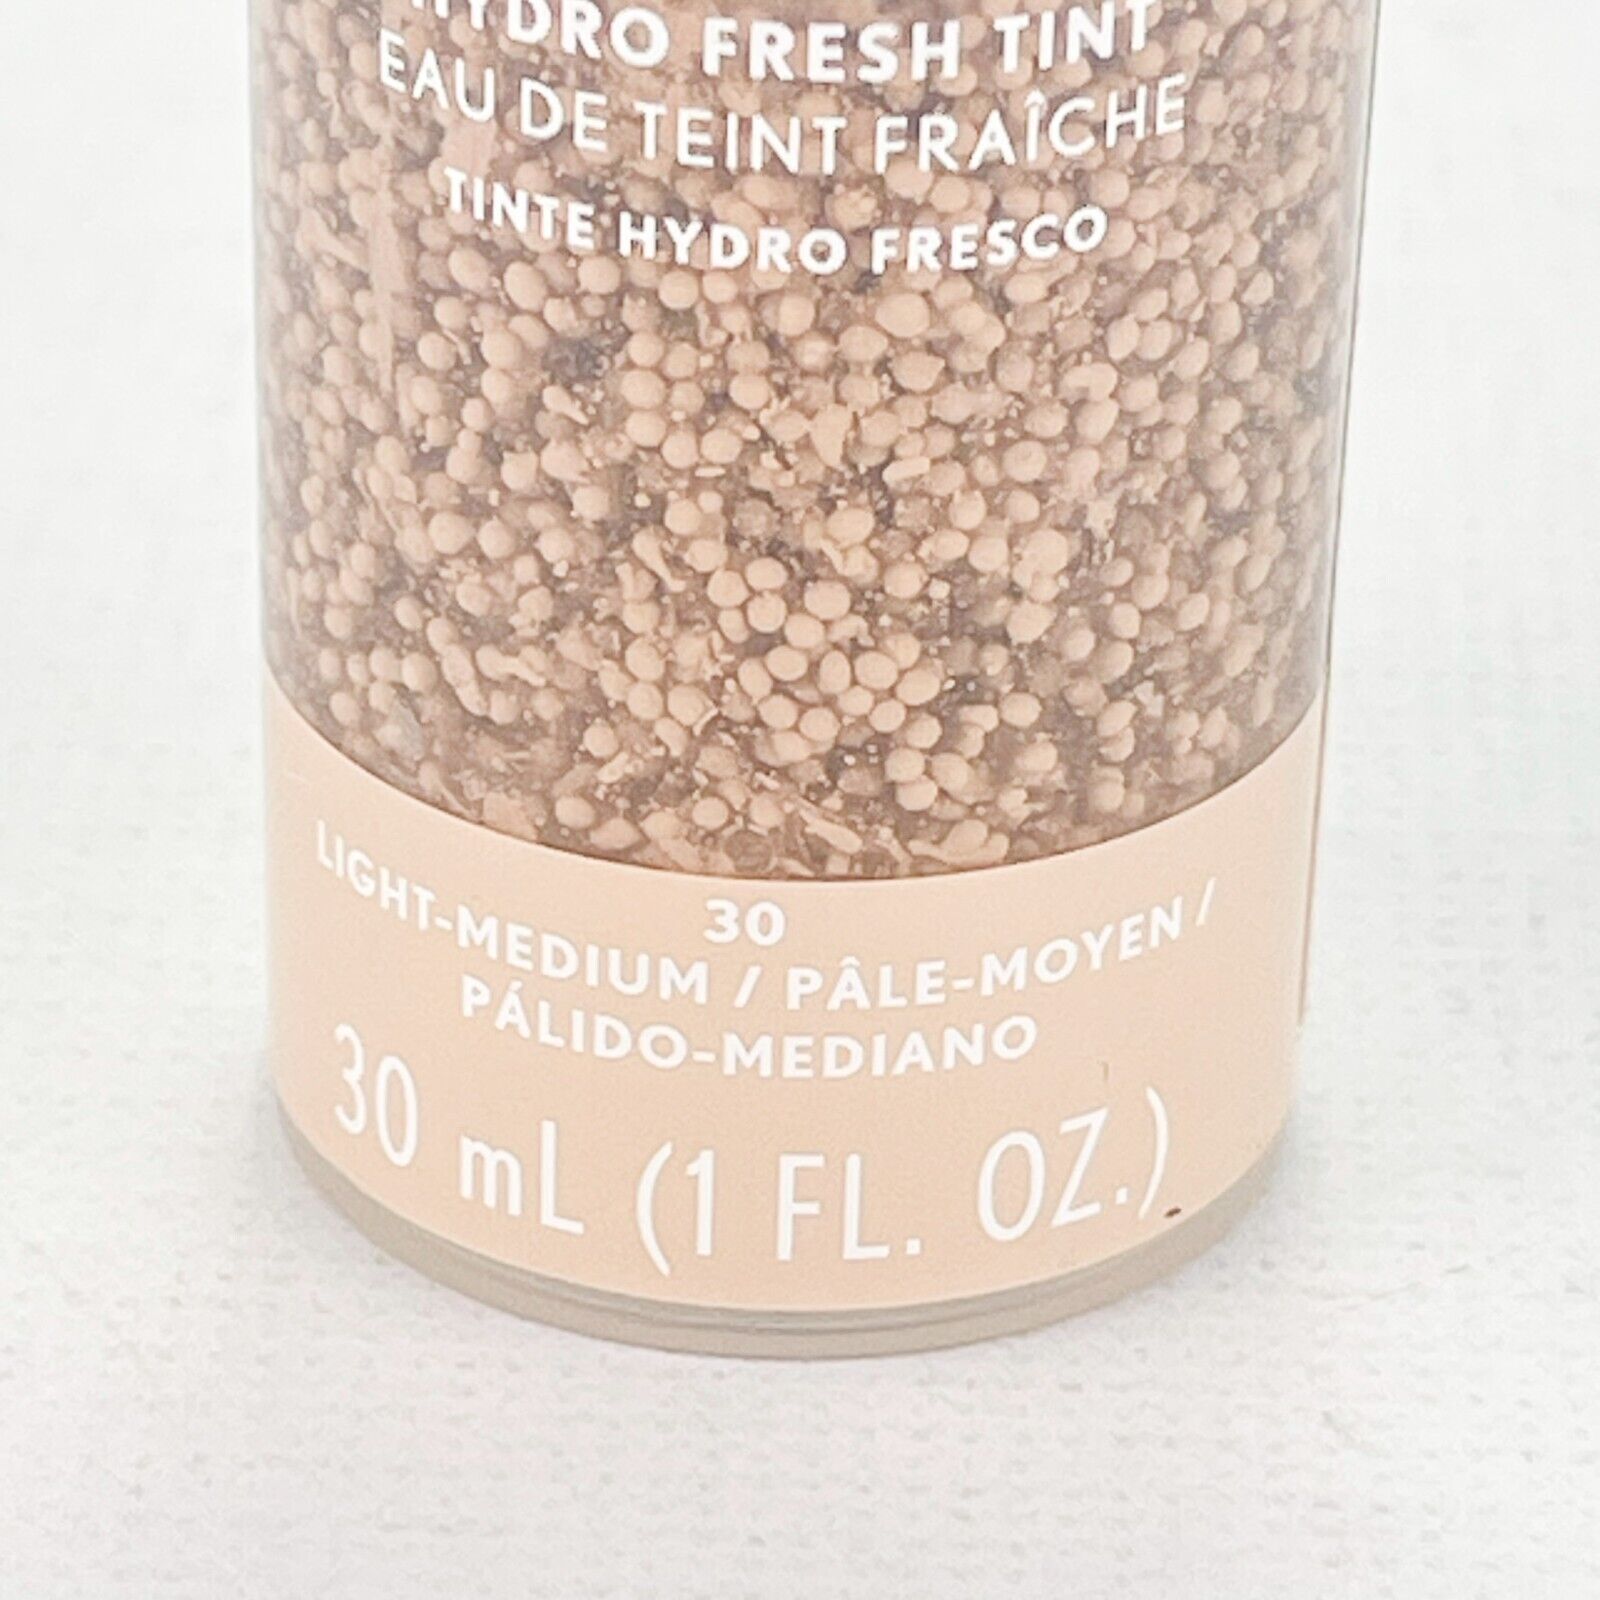 HYDRO FRESH TINT
EAU DE TEINT FRAÎCHE
TINTE HYDRO FRESCO
30
LIGHT-MEDIUM / PÂLE-MOYEN /
PÁLIDO-MEDIANO
30 mL (1 FL. OZ.)